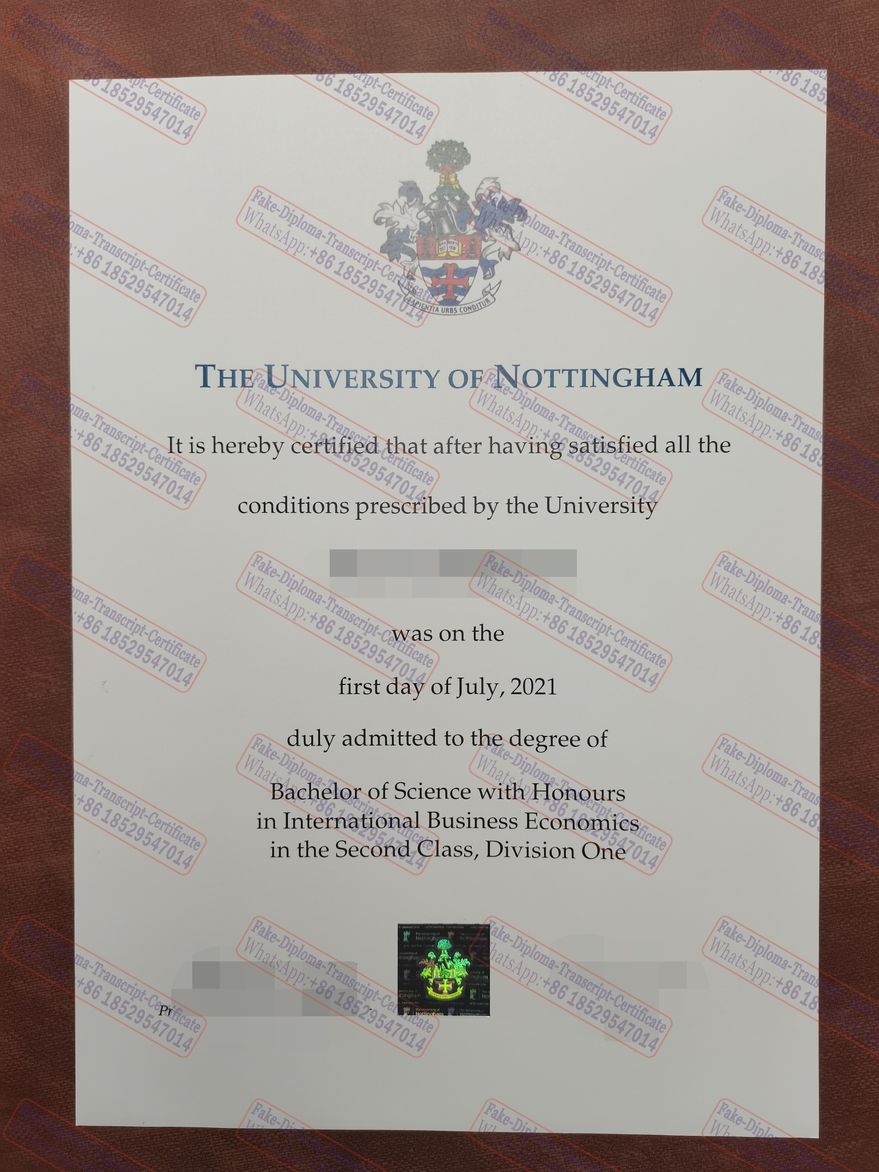 SAPIENTIA URBS CONDITUR
THE UNIVERSITY OF NOTTINGHAM
It is hereby certified that after having satisfied all the
conditions prescribed by the University
was on the
first day of July, 2021
duly admitted to the degree of
Bachelor of Science with Honours
in International Business Economics
in the Second Class, Division One
Pr
Nottingham
Fake-Diploma-Transcript-Certificate
WhatsApp:+86 18529547014